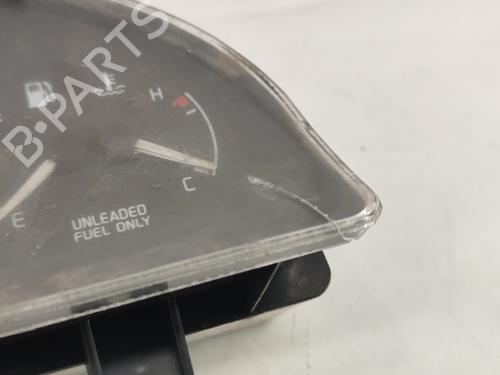 B-PARTS
H
C
E
UNLEADED
FUEL ONLY